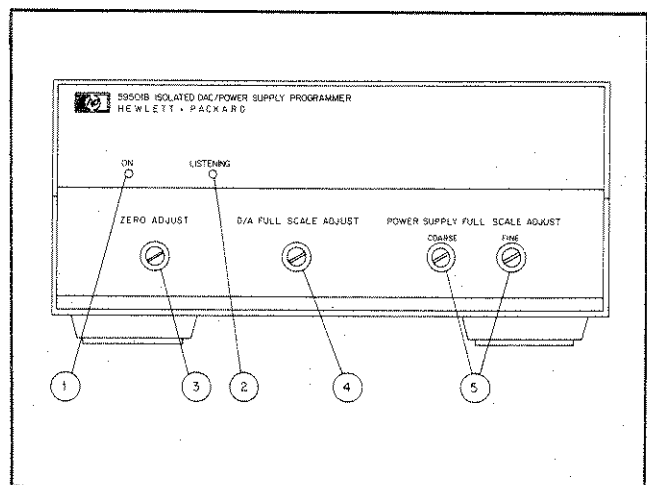 hp
59501B ISOLATED DAC/POWER SUPPLY PROGRAMMER
HEWLETT • PACKARD
ON
LISTENING
ZERO ADJUST
D/A FULL SCALE ADJUST
POWER SUPPLY FULL SCALE ADJUST
COARSE
FINE
1
3
2
4
5